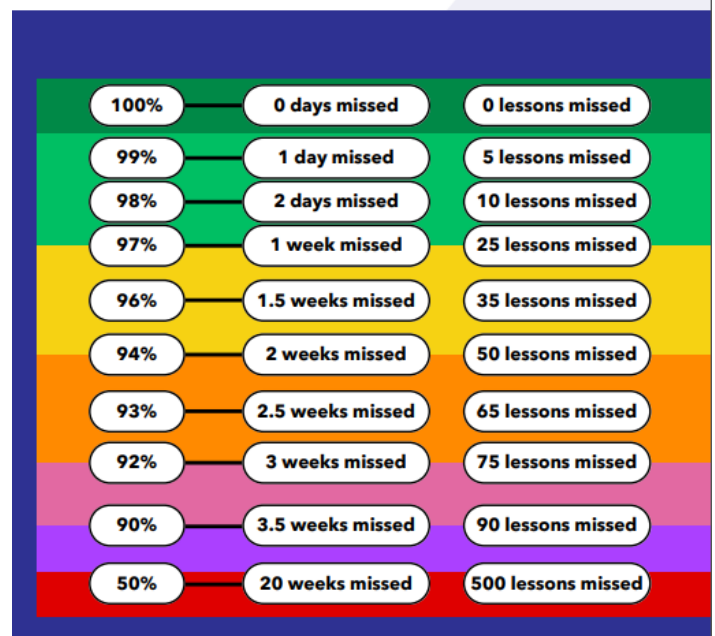 100% 0 days missed 0 lessons missed
99% 1 day missed 5 lessons missed
98% 2 days missed 10 lessons missed
97% 1 week missed 25 lessons missed
96% 1.5 weeks missed 35 lessons missed
94% 2 weeks missed 50 lessons missed
93% 2.5 weeks missed 65 lessons missed
92% 3 weeks missed 75 lessons missed
90% 3.5 weeks missed 90 lessons missed
50% 20 weeks missed 500 lessons missed